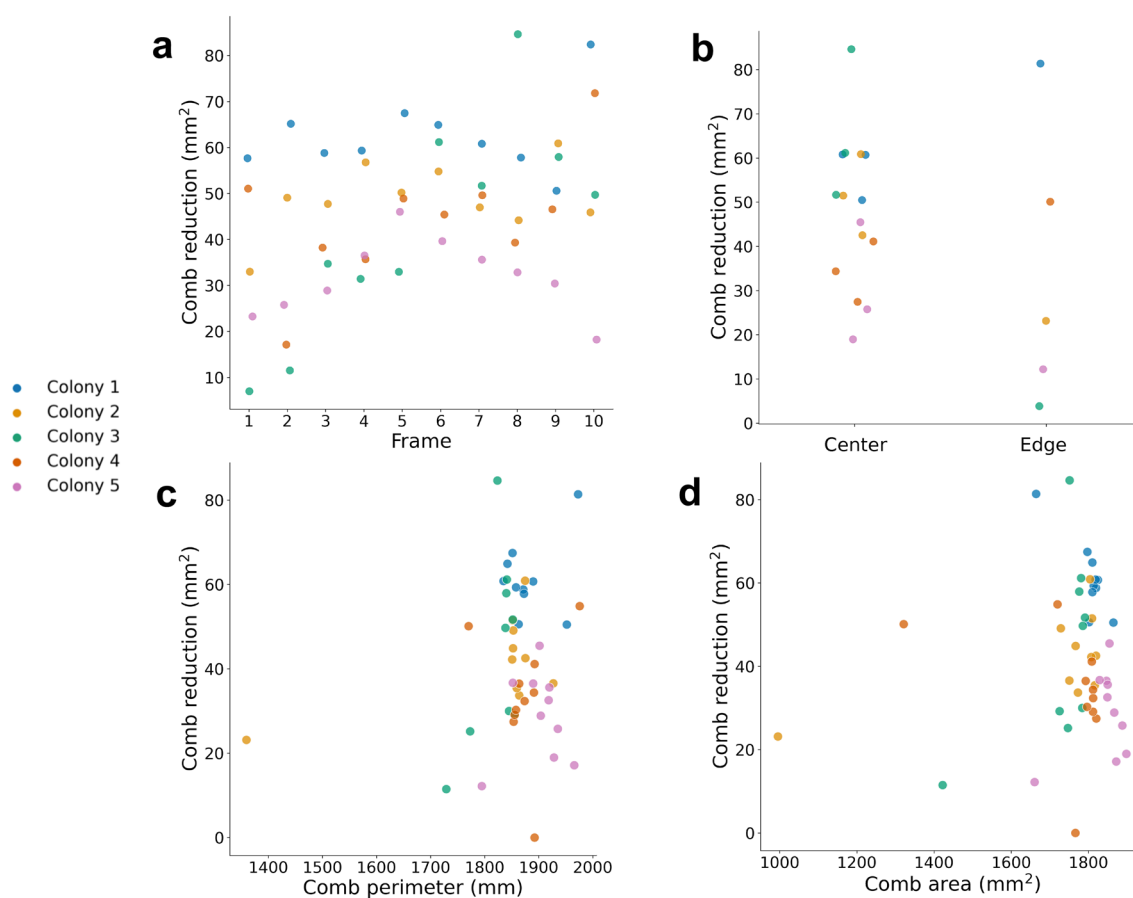 a
Comb reduction (mm²)
80
70
60
50
40
30
20
10
1 2 3 4 5 6 7 8 9 10
Frame
b
Comb reduction (mm²)
80
70
60
50
40
30
20
10
0
Center Edge
Colony 1
Colony 2
Colony 3
Colony 4
Colony 5
c
Comb reduction (mm²)
80
60
40
20
0
1400 1500 1600 1700 1800 1900 2000
Comb perimeter (mm)
d
Comb reduction (mm²)
80
60
40
20
0
1000 1200 1400 1600 1800
Comb area (mm²)